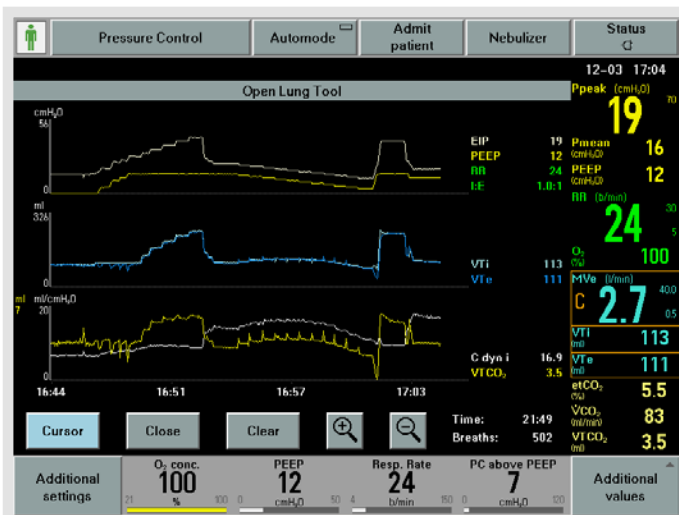 Pressure Control
Automode
Admit
patient
Nebulizer
Status
12-03 17:04
Open Lung Tool
Ppeak (cmH₂O)
70
19
cmH₂O
56
0
EIP 19
PEEP 12
RR 24
I:E 1.0:1
Pmean
(cmH₂O)
16
PEEP
(cmH₂O)
12
RR (b/min)
30
24
5
ml
326
0
VTi 113
VTe 111
O₂
(%)
100
MVe (l/min)
C
2.7
40.0
0.5
ml
7
ml/cmH₂O
20
0
C dyn i 16.9
VTCO₂ 3.5
VTi
(ml)
113
VTe
(ml)
111
16:44 16:51 16:57 17:03
etCO₂
(%)
5.5
V̇CO₂
(ml/min)
83
VTCO₂
(ml)
3.5
Cursor
Close
Clear
Time: 21:49
Breaths: 502
Additional
settings
O₂ conc.
100
21 % 100
PEEP
12
0 cmH₂O 50
Resp. Rate
24
4 b/min 150
PC above PEEP
7
0 cmH₂O 120
Additional
values